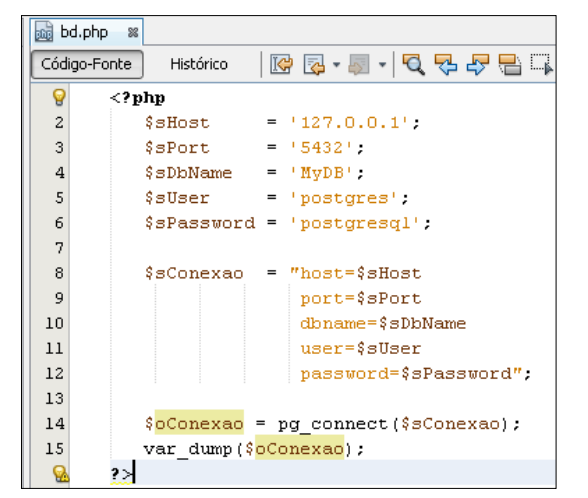 bd.php
Código-Fonte Histórico
<?php
2 $sHost = '127.0.0.1';
3 $sPort = '5432';
4 $sDbName = 'MyDB';
5 $sUser = 'postgres';
6 $sPassword = 'postgresql';
7
8 $sConexao = "host=$sHost
9 port=$sPort
10 dbname=$sDbName
11 user=$sUser
12 password=$sPassword";
13
14 $oConexao = pg_connect($sConexao);
15 var_dump($oConexao);
?>